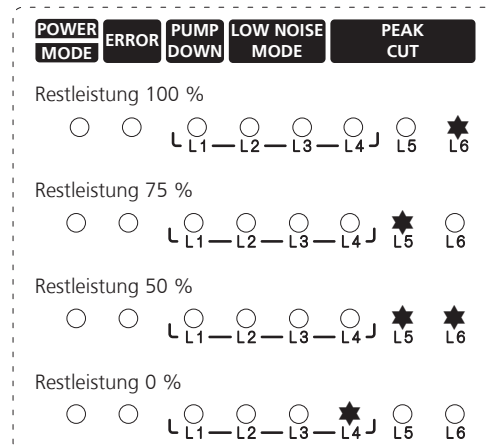 POWER ERROR PUMP LOW NOISE PEAK
MODE DOWN MODE CUT
Restleistung 100 %
L1 L2 L3 L4 L5 L6
Restleistung 75 %
L1 L2 L3 L4 L5 L6
Restleistung 50 %
L1 L2 L3 L4 L5 L6
Restleistung 0 %
L1 L2 L3 L4 L5 L6